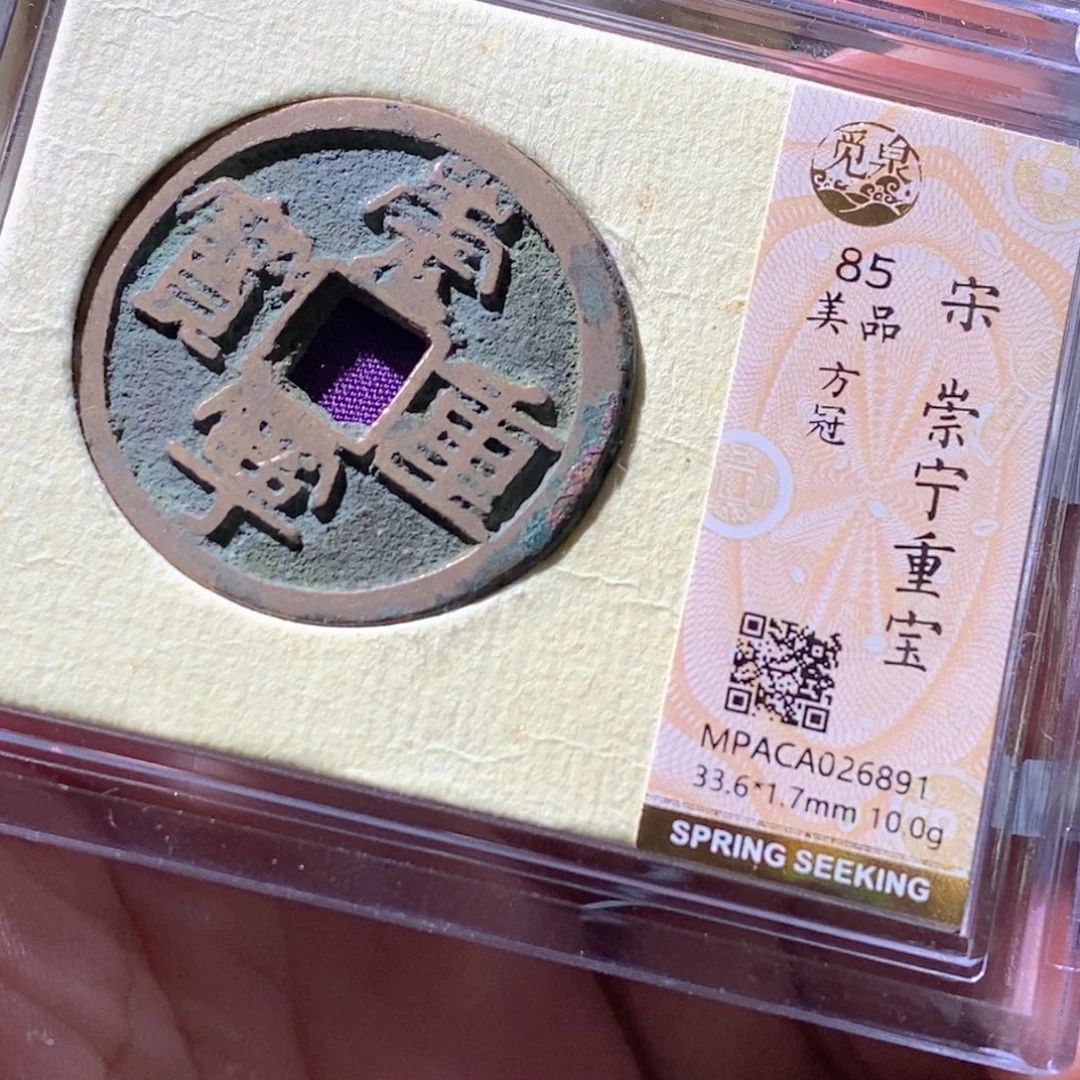 崇寧重寶
觅泉
85
美品
方冠
宋 崇宁重宝
MPACA026891
33.6*1.7mm 10.0g
SPRING SEEKING